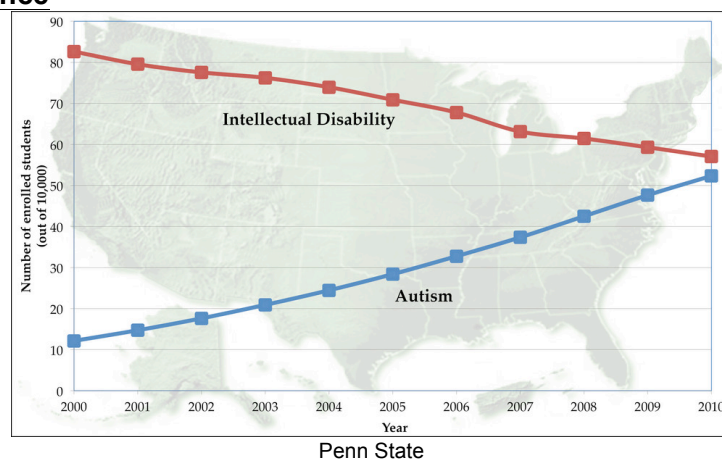 90
80
70
60
50
40
30
20
10
0
Number of enrolled students
(out of 10,000)
Intellectual Disability
Autism
2000 2001 2002 2003 2004 2005 2006 2007 2008 2009 2010
Year
Penn State